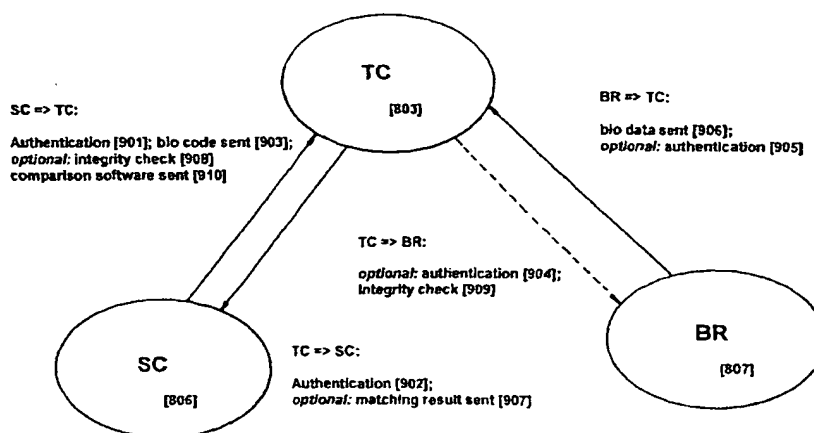 TC
[803]
SC => TC:
Authentication [901]; bio code sent [903];
optional: integrity check [908]
comparison software sent [910]
BR => TC:
bio data sent [906];
optional: authentication [905]
TC => BR:
optional: authentication [904];
integrity check [909]
SC
[806]
TC => SC:
Authentication [902];
optional: matching result sent [907]
BR
[807]